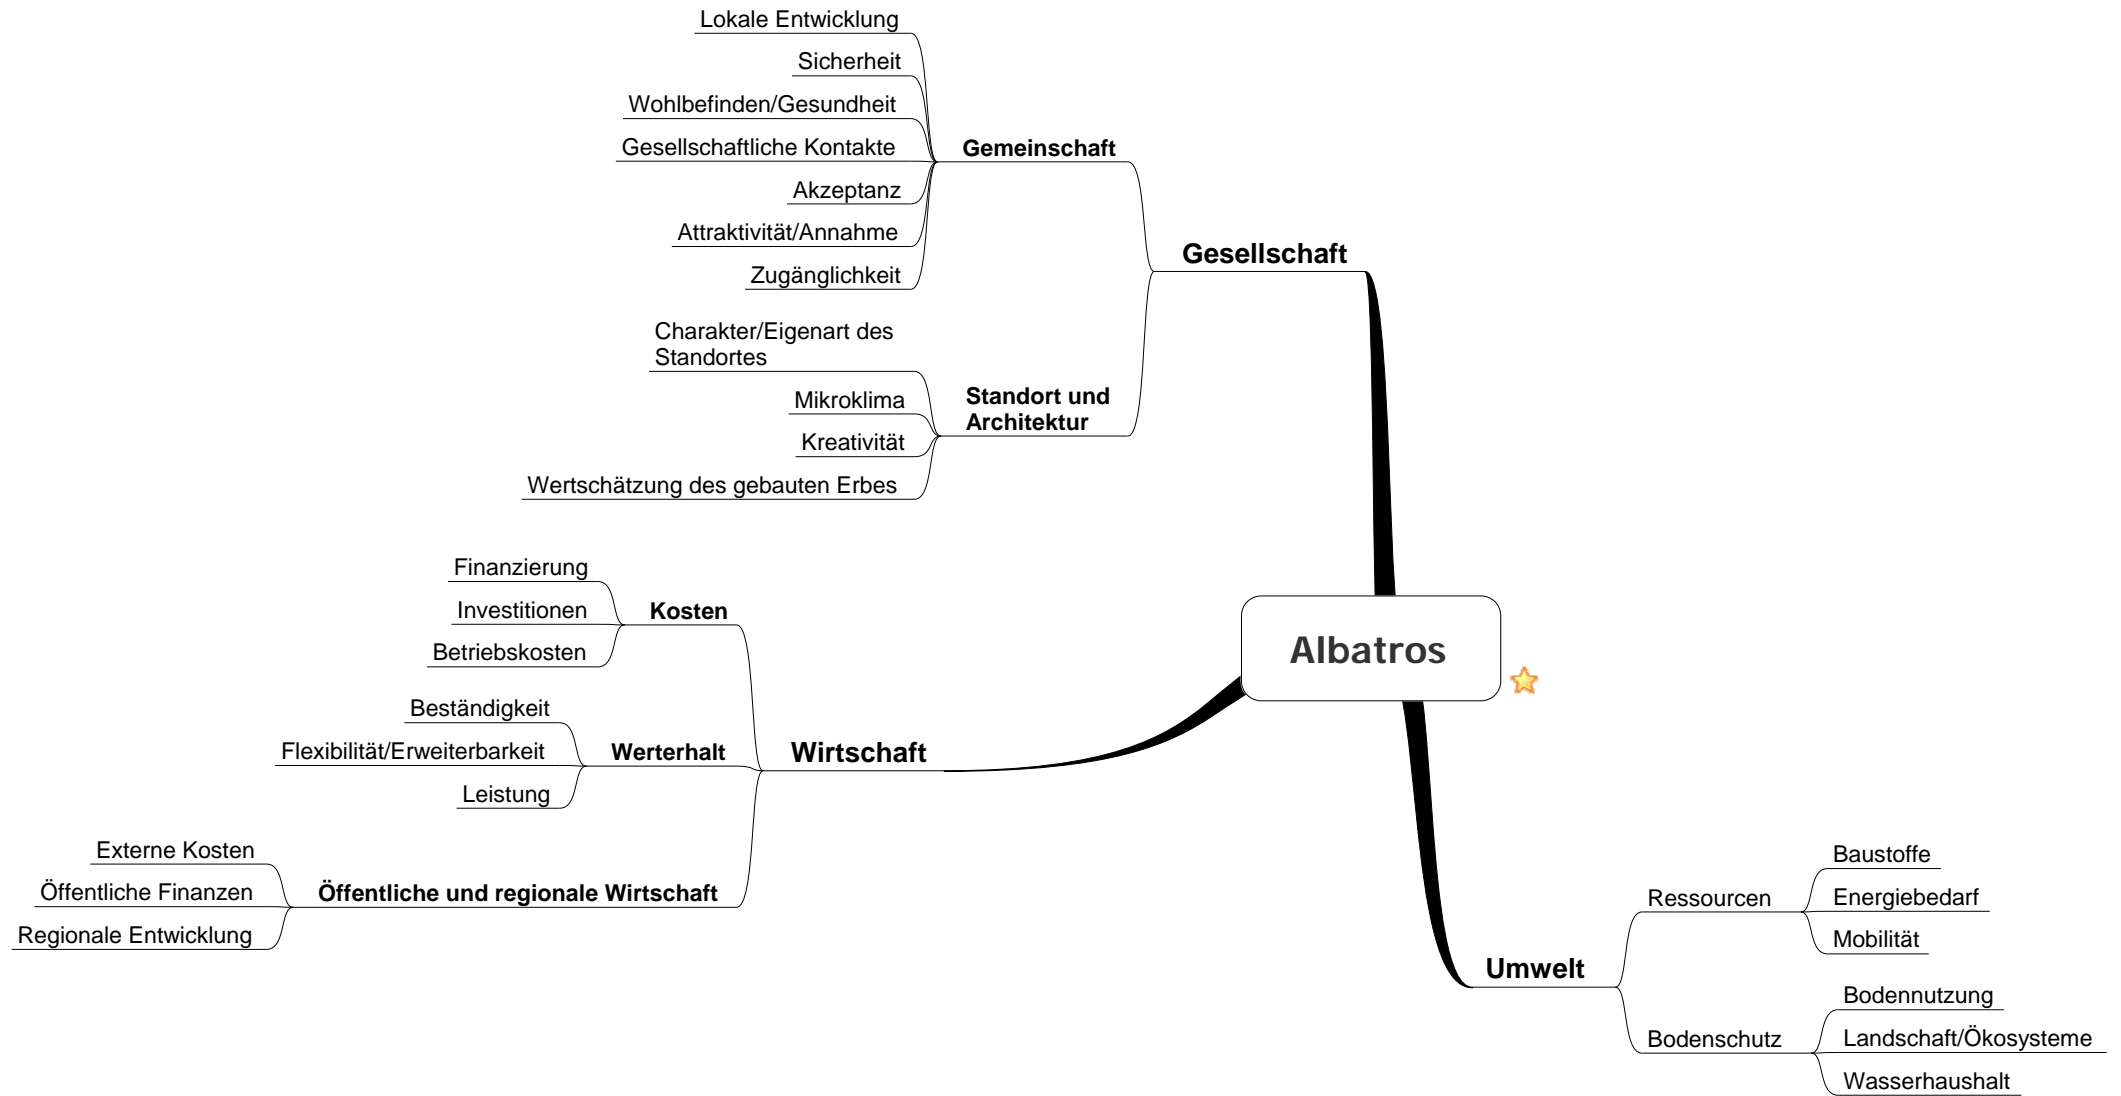 Lokale Entwicklung
Sicherheit
Wohlbefinden/Gesundheit
Gesellschaftliche Kontakte
Akzeptanz
Attraktivität/Annahme
Zugänglichkeit
Gemeinschaft
Gesellschaft
Charakter/Eigenart des
Standortes
Mikroklima
Kreativität
Wertschätzung des gebauten Erbes
Standort und
Architektur
Finanzierung
Investitionen
Betriebskosten
Kosten
Beständigkeit
Flexibilität/Erweiterbarkeit
Leistung
Werterhalt
Wirtschaft
Externe Kosten
Öffentliche Finanzen
Regionale Entwicklung
Öffentliche und regionale Wirtschaft
Albatros
Umwelt
Ressourcen
Baustoffe
Energiebedarf
Mobilität
Bodenschutz
Bodennutzung
Landschaft/Ökosysteme
Wasserhaushalt